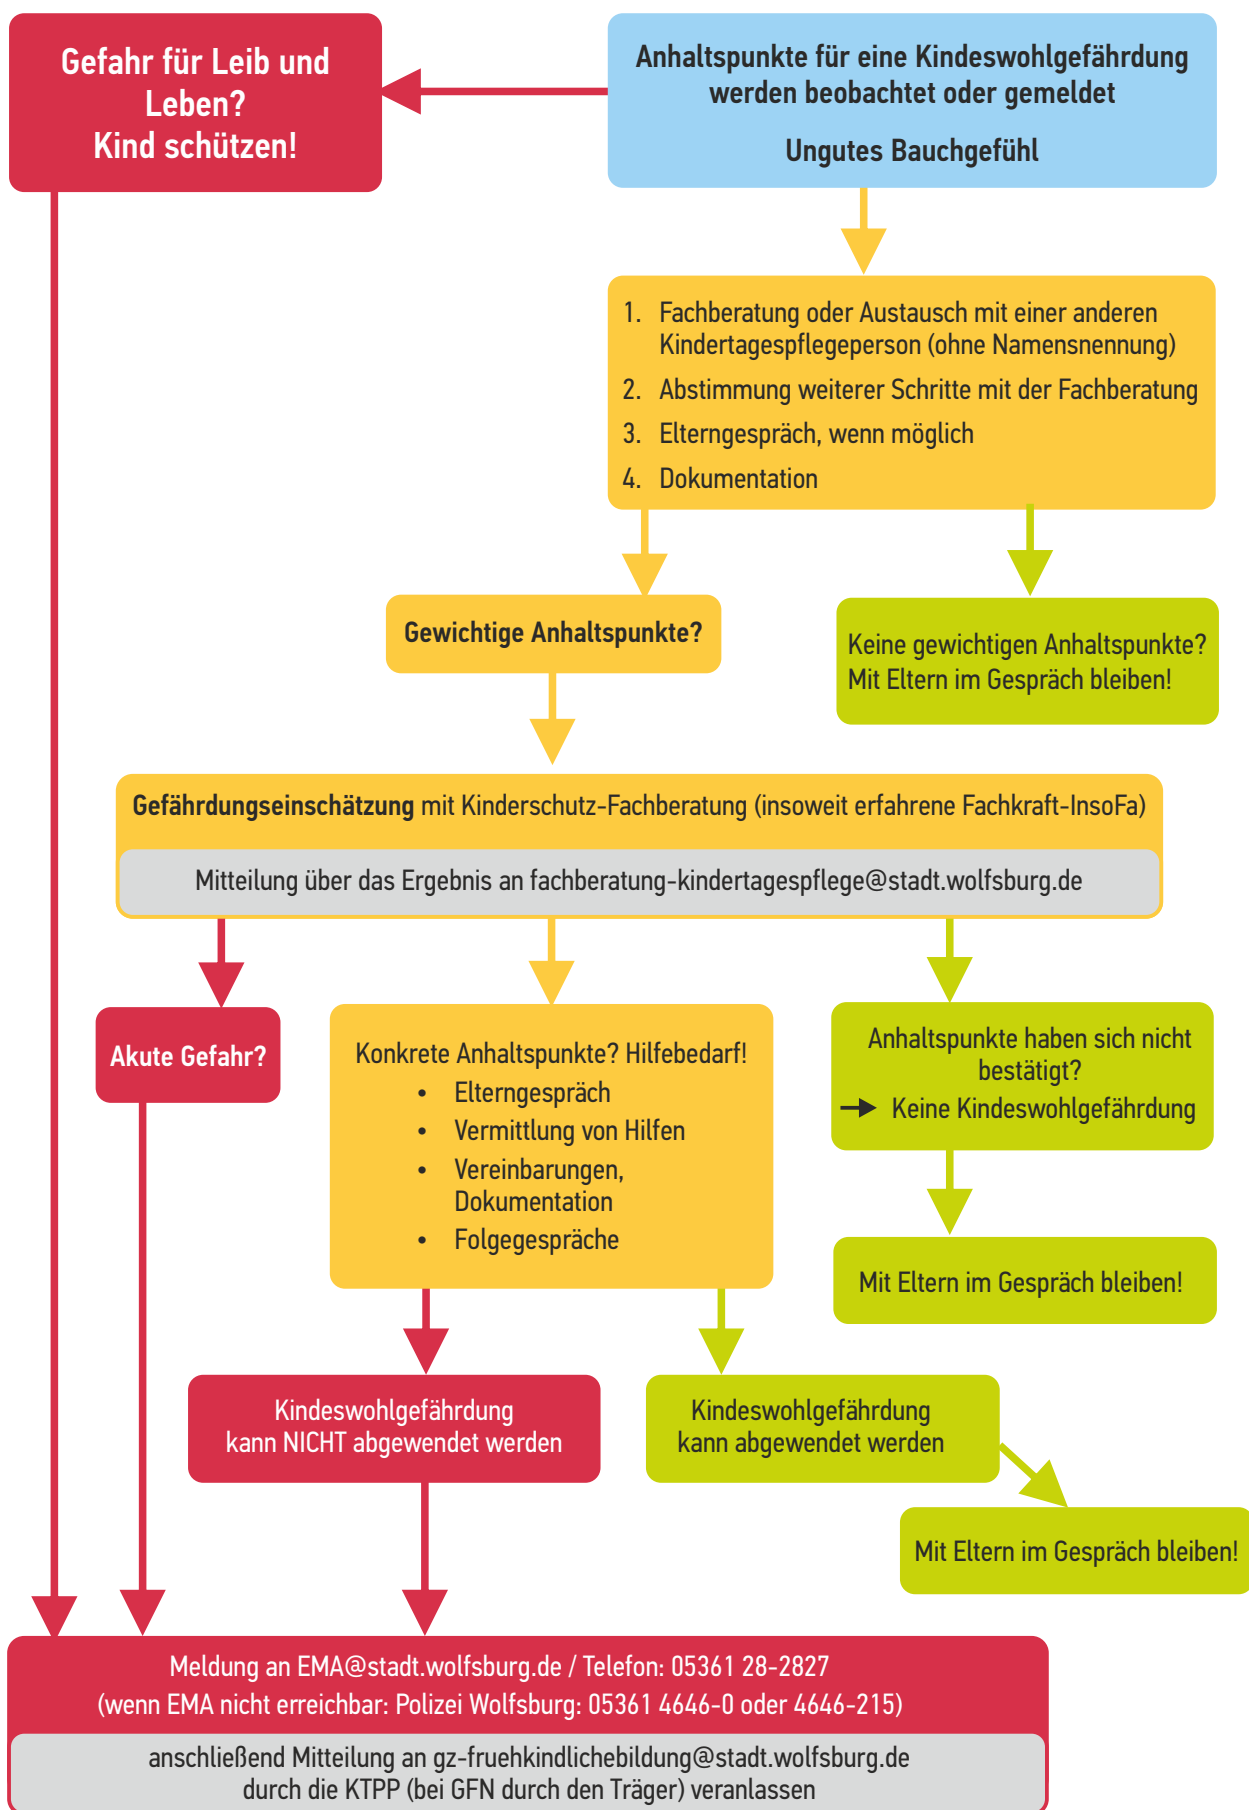 Gefahr für Leib und
Leben?
Kind schützen!
Anhaltspunkte für eine Kindeswohlgefährdung
werden beobachtet oder gemeldet
Ungutes Bauchgefühl
1. Fachberatung oder Austausch mit einer anderen
Kindertagespflegeperson (ohne Namensnennung)
2. Abstimmung weiterer Schritte mit der Fachberatung
3. Elterngespräch, wenn möglich
4. Dokumentation
Gewichtige Anhaltspunkte?
Keine gewichtigen Anhaltspunkte?
Mit Eltern im Gespräch bleiben!
Gefährdungseinschätzung mit Kinderschutz-Fachberatung (insoweit erfahrene Fachkraft-InsoFa)
Mitteilung über das Ergebnis an fachberatung-kindertagespflege@stadt.wolfsburg.de
Akute Gefahr?
Konkrete Anhaltspunkte? Hilfebedarf!
• Elterngespräch
• Vermittlung von Hilfen
• Vereinbarungen,
Dokumentation
• Folgegespräche
Anhaltspunkte haben sich nicht
bestätigt?
→ Keine Kindeswohlgefährdung
Mit Eltern im Gespräch bleiben!
Kindeswohlgefährdung
kann NICHT abgewendet werden
Kindeswohlgefährdung
kann abgewendet werden
Mit Eltern im Gespräch bleiben!
Meldung an EMA@stadt.wolfsburg.de / Telefon: 05361 28-2827
(wenn EMA nicht erreichbar: Polizei Wolfsburg: 05361 4646-0 oder 4646-215)
anschließend Mitteilung an gz-fruehkindlichebildung@stadt.wolfsburg.de
durch die KTPP (bei GFN durch den Träger) veranlassen